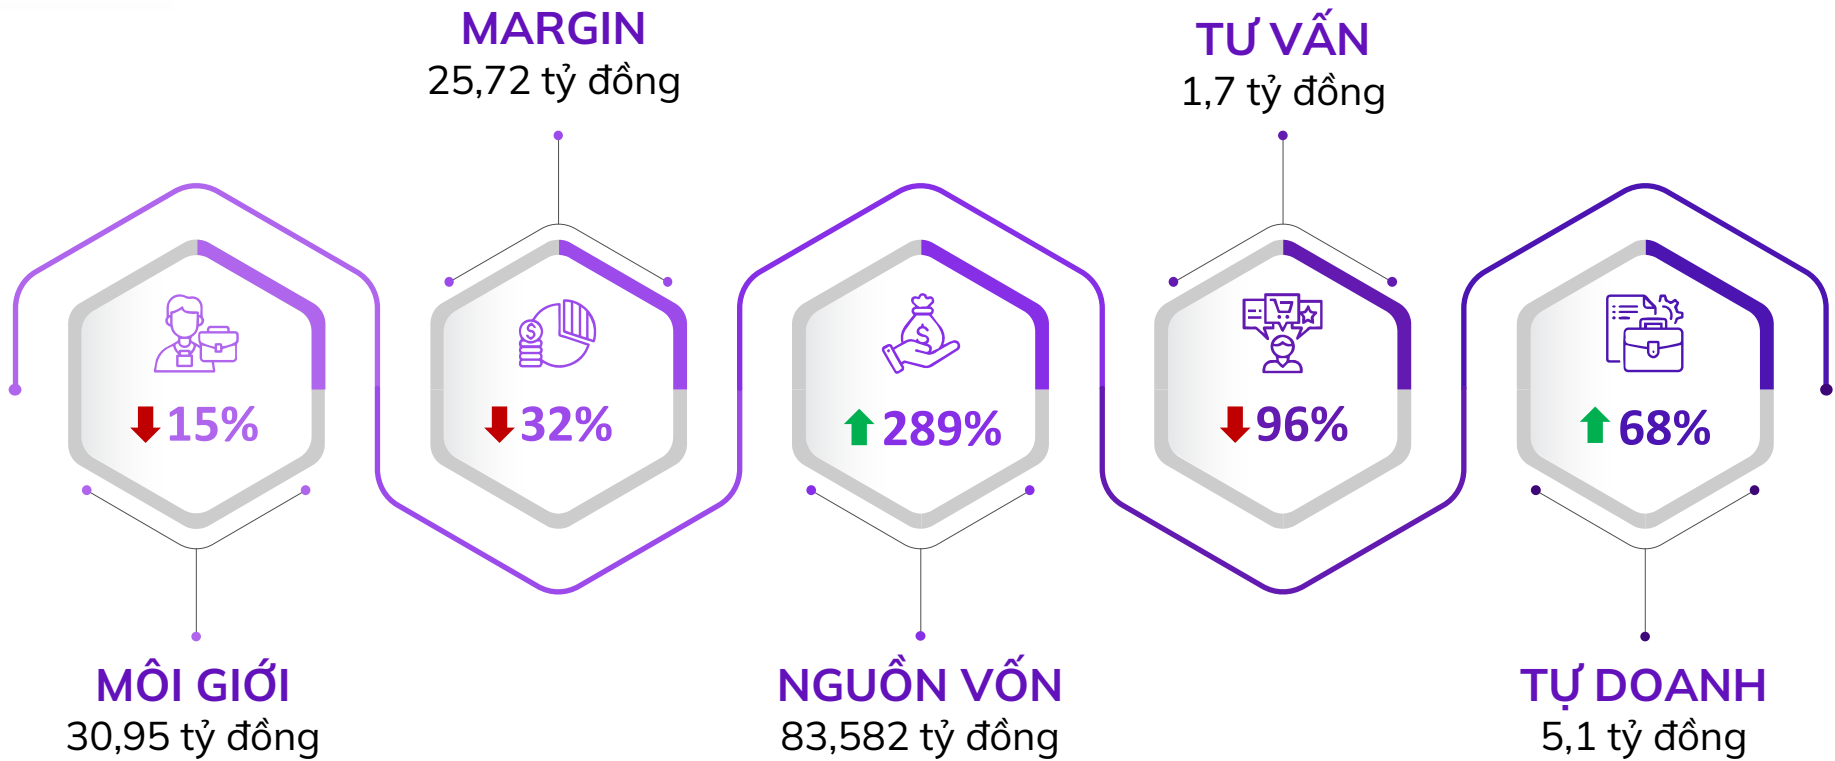 MARGIN
25,72 tỷ đồng
TƯ VẤN
1,7 tỷ đồng
15%
32%
289%
96%
68%
MÔI GIỚI
30,95 tỷ đồng
NGUỒN VỐN
83,582 tỷ đồng
TỰ DOANH
5,1 tỷ đồng